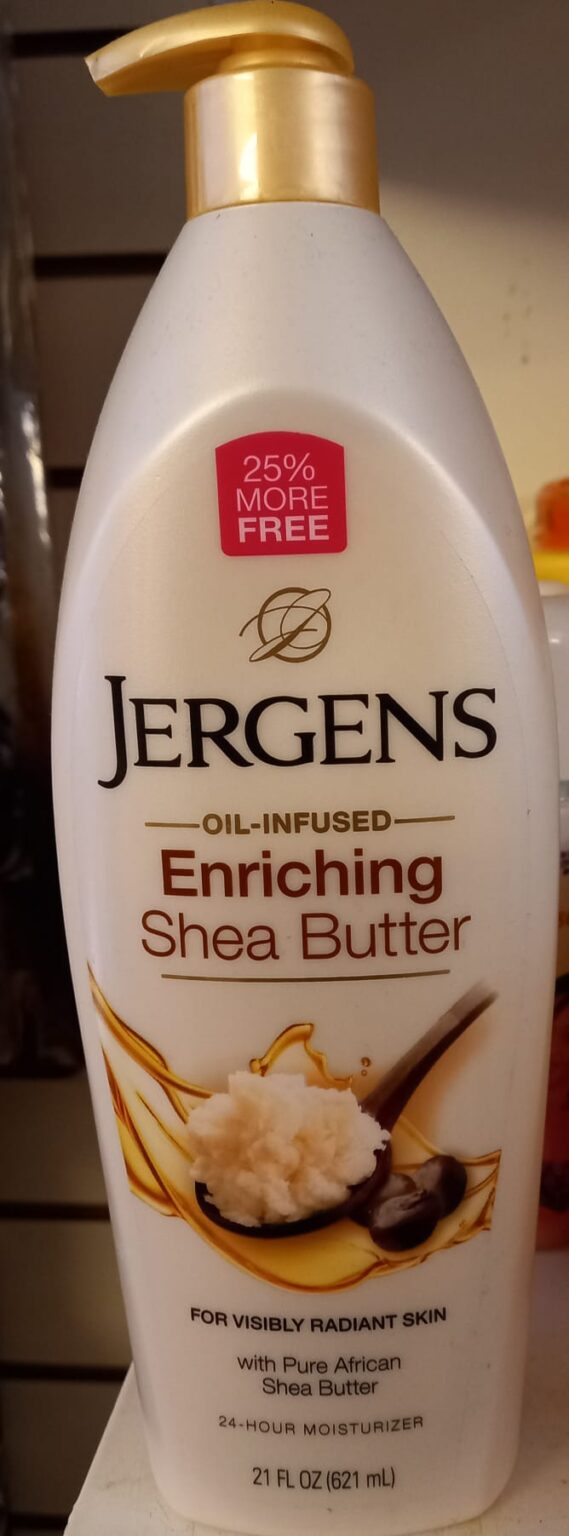 25%
MORE
FREE
JERGENS
OIL-INFUSED
Enriching
Shea Butter
FOR VISIBLY RADIANT SKIN
with Pure African
Shea Butter
24-HOUR MOISTURIZER
21 FL OZ (621 mL)